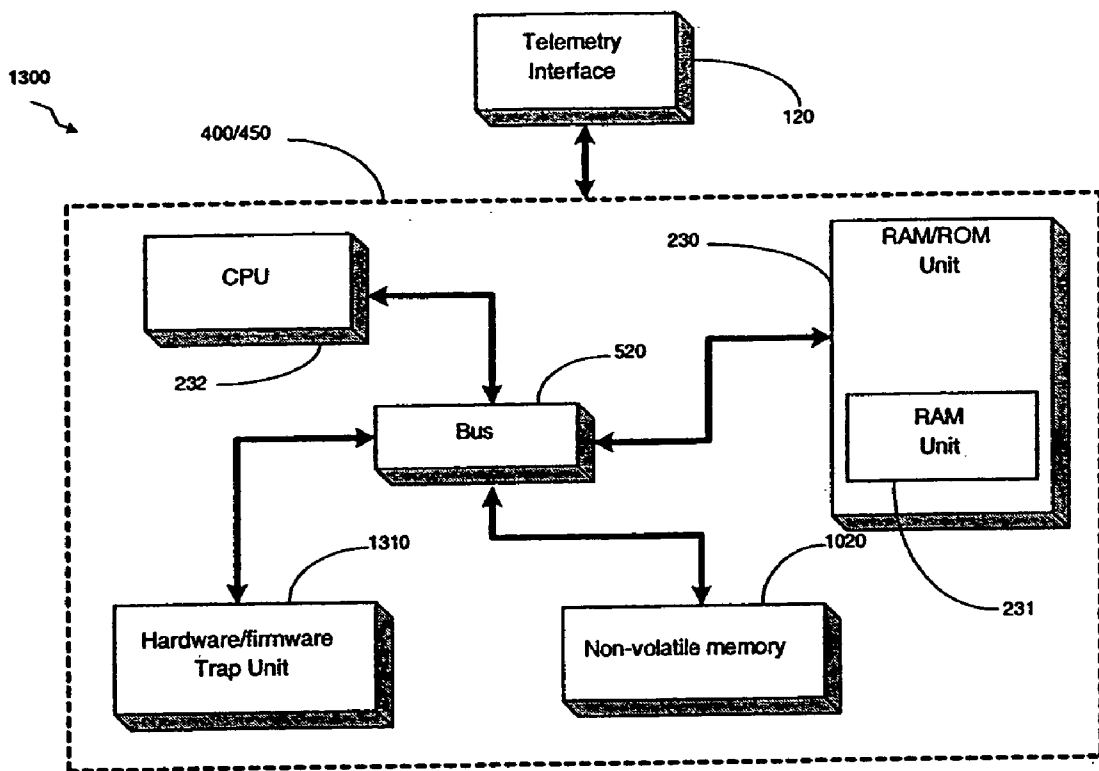 Telemetry
Interface
1300
120
400/450
CPU
230
RAM/ROM
Unit
232
520
Bus
RAM
Unit
1310
1020
231
Hardware/firmware
Trap Unit
Non-volatile memory